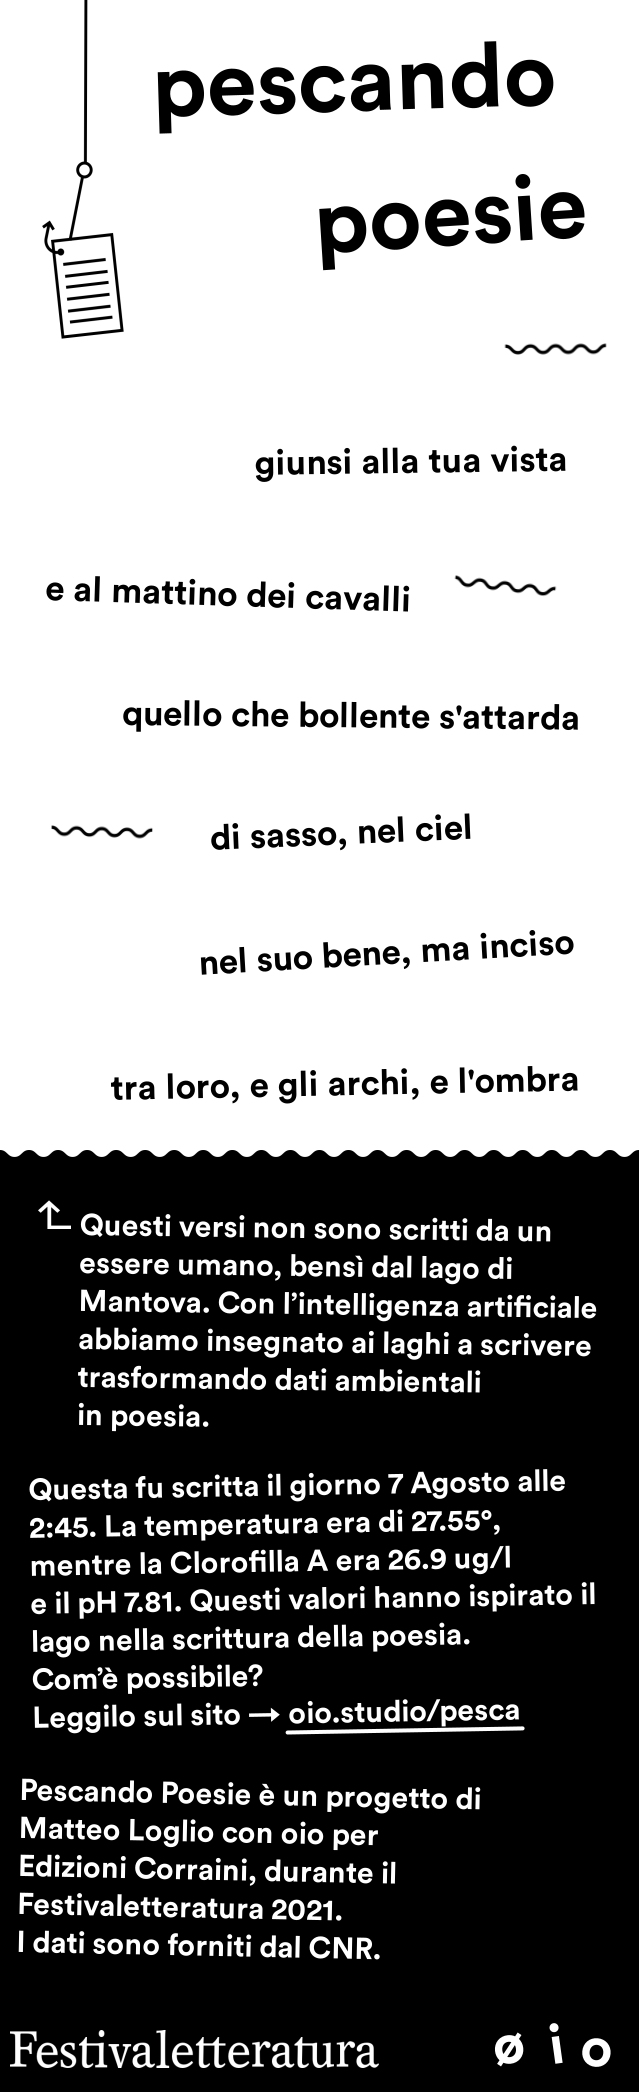 pescando
poesie
giunsi alla tua vista
e al mattino dei cavalli
quello che bollente s'attarda
di sasso, nel ciel
nel suo bene, ma inciso
tra loro, e gli archi, e l'ombra
Questi versi non sono scritti da un
essere umano, bensì dal lago di
Mantova. Con l’intelligenza artificiale
abbiamo insegnato ai laghi a scrivere
trasformando dati ambientali
in poesia.
Questa fu scritta il giorno 7 Agosto alle
2:45. La temperatura era di 27.55°,
mentre la Clorofilla A era 26.9 ug/l
e il pH 7.81. Questi valori hanno ispirato il
lago nella scrittura della poesia.
Com’è possibile?
Leggilo sul sito → oio.studio/pesca
Pescando Poesie è un progetto di
Matteo Loglio con oio per
Edizioni Corraini, durante il
Festivaletteratura 2021.
I dati sono forniti dal CNR.
Festivaletteratura
øio